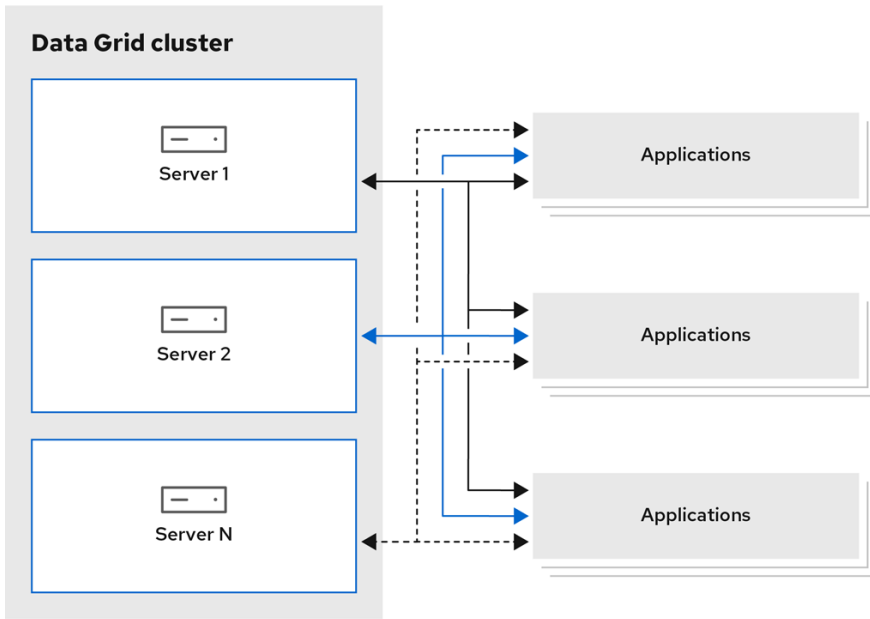 Data Grid cluster
Server 1
Applications
Server 2
Applications
Server N
Applications